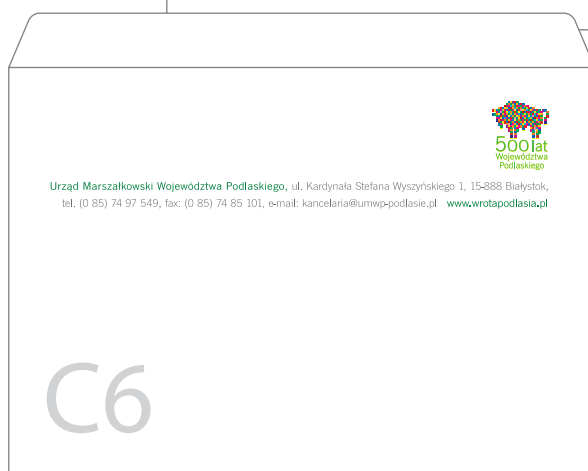 500 lat
Województwa
Podlaskiego
Urząd Marszałkowski Województwa Podlaskiego, ul. Kardynała Stefana Wyszyńskiego 1, 15-888 Białystok,
tel. (0 85) 74 97 549, fax: (0 85) 74 85 101, e-mail: kancelaria@umwp-podlasie.pl www.wrotapodlasia.pl
C6